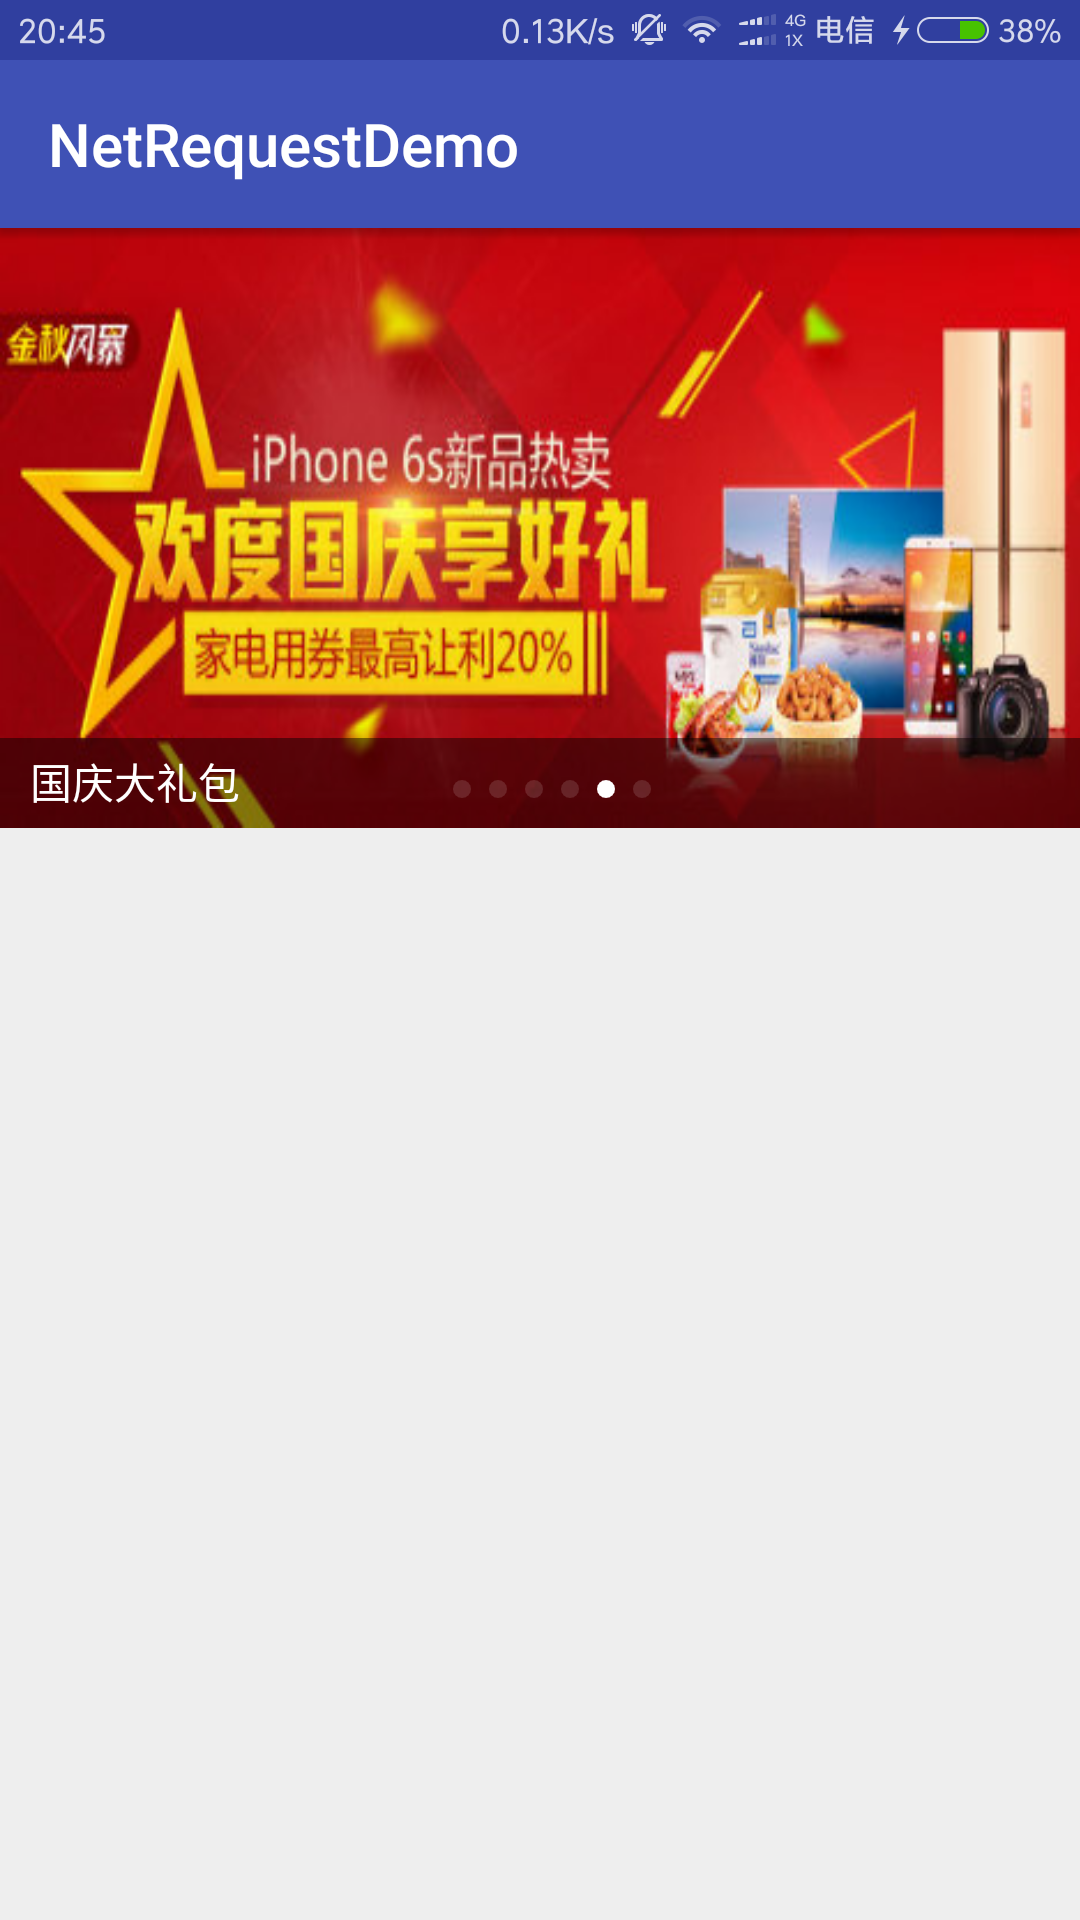 20:45
0.13K/s
4G
1X
电信
38%
NetRequestDemo
金秋风暴
iPhone 6s新品热卖
欢度国庆享好礼
家电用券最高让利20%
国庆大礼包